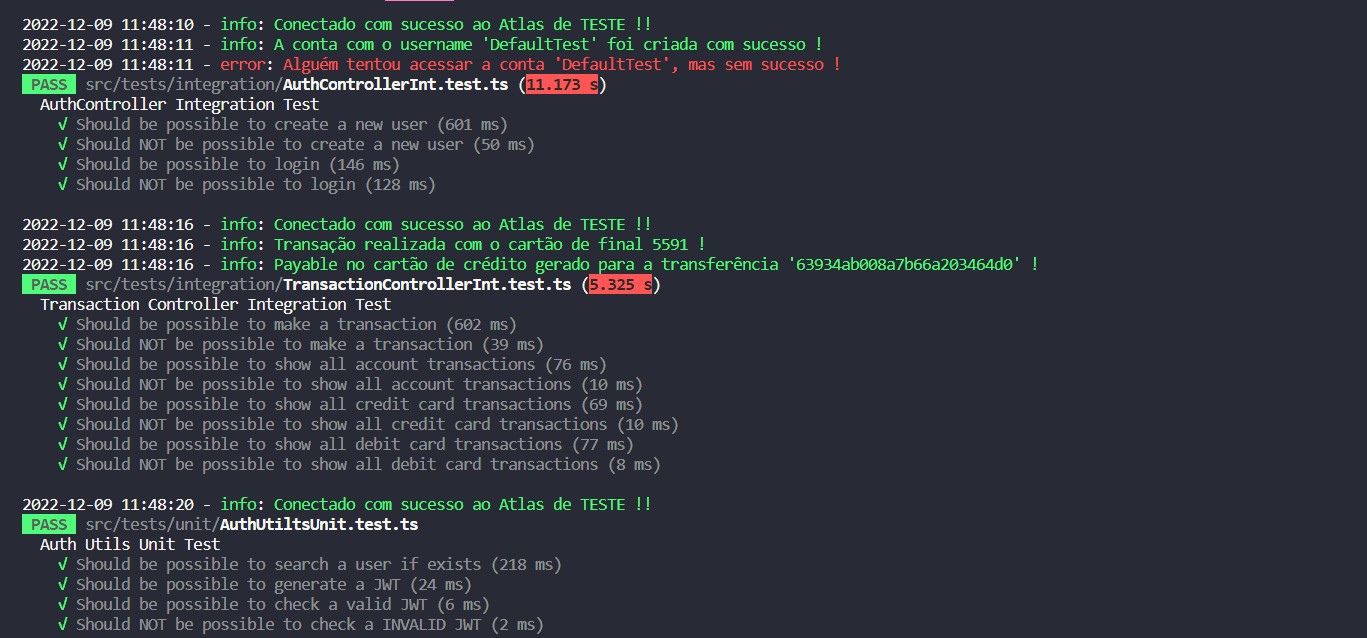 2022-12-09 11:48:10 - info: Conectado com sucesso ao Atlas de TESTE !!
2022-12-09 11:48:11 - info: A conta com o username 'DefaultTest' foi criada com sucesso !
2022-12-09 11:48:11 - error: Alguém tentou acessar a conta 'DefaultTest', mas sem sucesso !
PASS src/tests/integration/AuthControllerInt.test.ts (11.173 s)
AuthController Integration Test
√ Should be possible to create a new user (601 ms)
√ Should NOT be possible to create a new user (50 ms)
√ Should be possible to login (146 ms)
√ Should NOT be possible to login (128 ms)
2022-12-09 11:48:16 - info: Conectado com sucesso ao Atlas de TESTE !!
2022-12-09 11:48:16 - info: Transação realizada com o cartão de final 5591 !
2022-12-09 11:48:16 - info: Payable no cartão de crédito gerado para a transferência '63934ab008a7b66a203464d0' !
PASS src/tests/integration/TransactionControllerInt.test.ts (5.325 s)
Transaction Controller Integration Test
√ Should be possible to make a transaction (602 ms)
√ Should NOT be possible to make a transaction (39 ms)
√ Should be possible to show all account transactions (76 ms)
√ Should NOT be possible to show all account transactions (10 ms)
√ Should be possible to show all credit card transactions (69 ms)
√ Should NOT be possible to show all credit card transactions (10 ms)
√ Should be possible to show all debit card transactions (77 ms)
√ Should NOT be possible to show all debit card transactions (8 ms)
2022-12-09 11:48:20 - info: Conectado com sucesso ao Atlas de TESTE !!
PASS src/tests/unit/AuthUtiltsUnit.test.ts
Auth Utils Unit Test
√ Should be possible to search a user if exists (218 ms)
√ Should be possible to generate a JWT (24 ms)
√ Should be possible to check a valid JWT (6 ms)
√ Should NOT be possible to check a INVALID JWT (2 ms)